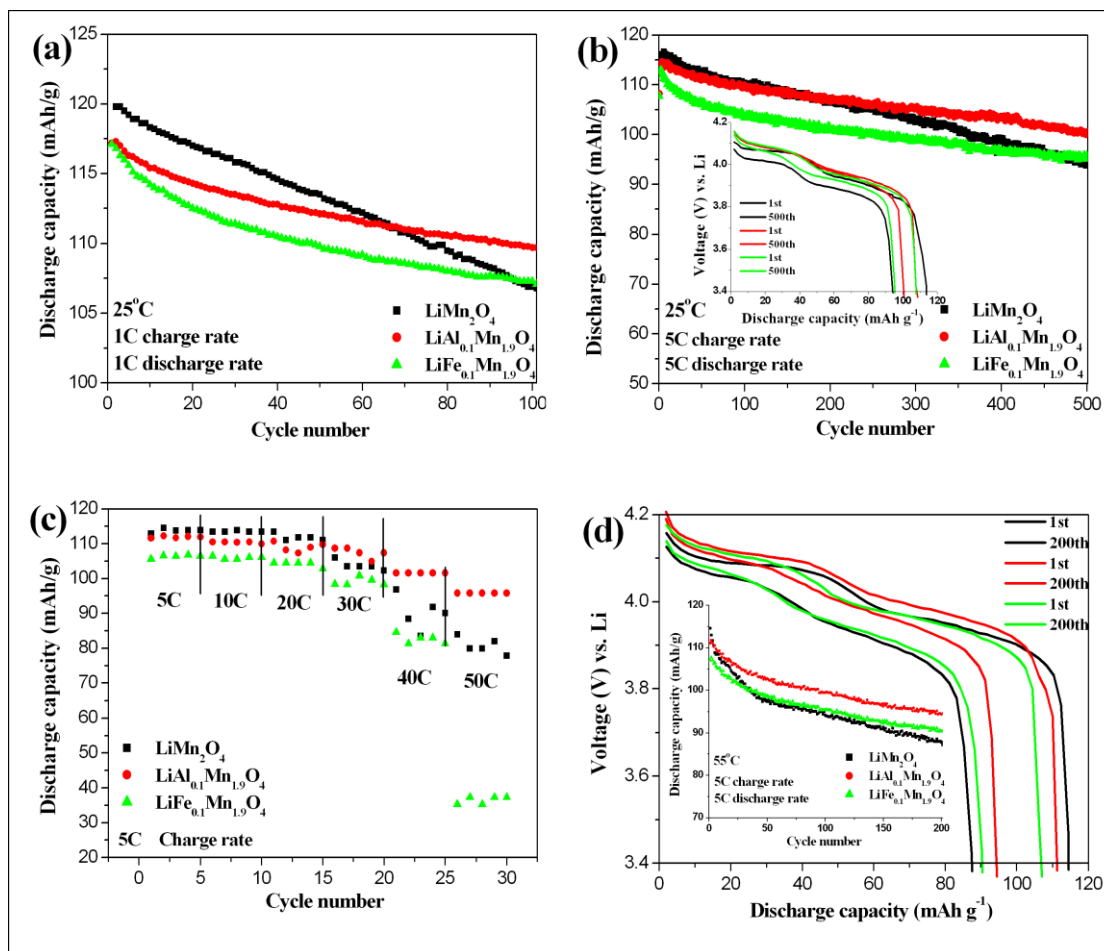 (a)
Discharge capacity (mAh/g)
125
120
115
110
105
100
0 20 40 60 80 100
Cycle number
25°C
1C charge rate
1C discharge rate
LiMn₂O₄
LiAl₀.₁Mn₁.₉O₄
LiFe₀.₁Mn₁.₉O₄
(b)
Discharge capacity (mAh/g)
120
110
100
90
80
70
60
50
0 100 200 300 400 500
Cycle number
25°C
5C charge rate
5C discharge rate
LiMn₂O₄
LiAl₀.₁Mn₁.₉O₄
LiFe₀.₁Mn₁.₉O₄
Voltage (V) vs. Li
4.2
4.0
3.8
3.6
3.4
0 20 40 60 80 100 120
Discharge capacity (mAh g⁻¹)
1st
500th
1st
500th
1st
500th
(c)
Discharge capacity (mAh/g)
120
110
100
90
80
70
60
50
40
30
20
0 5 10 15 20 25 30
Cycle number
5C 10C 20C 30C
40C 50C
LiMn₂O₄
LiAl₀.₁Mn₁.₉O₄
LiFe₀.₁Mn₁.₉O₄
5C Charge rate
(d)
Voltage (V) vs. Li
4.2
4.0
3.8
3.6
3.4
0 20 40 60 80 100 120
Discharge capacity (mAh g⁻¹)
1st
200th
1st
200th
1st
200th
Discharge capacity (mAh/g)
120
110
100
90
80
70
0 50 100 150 200
Cycle number
55°C
5C charge rate
5C discharge rate
LiMn₂O₄
LiAl₀.₁Mn₁.₉O₄
LiFe₀.₁Mn₁.₉O₄